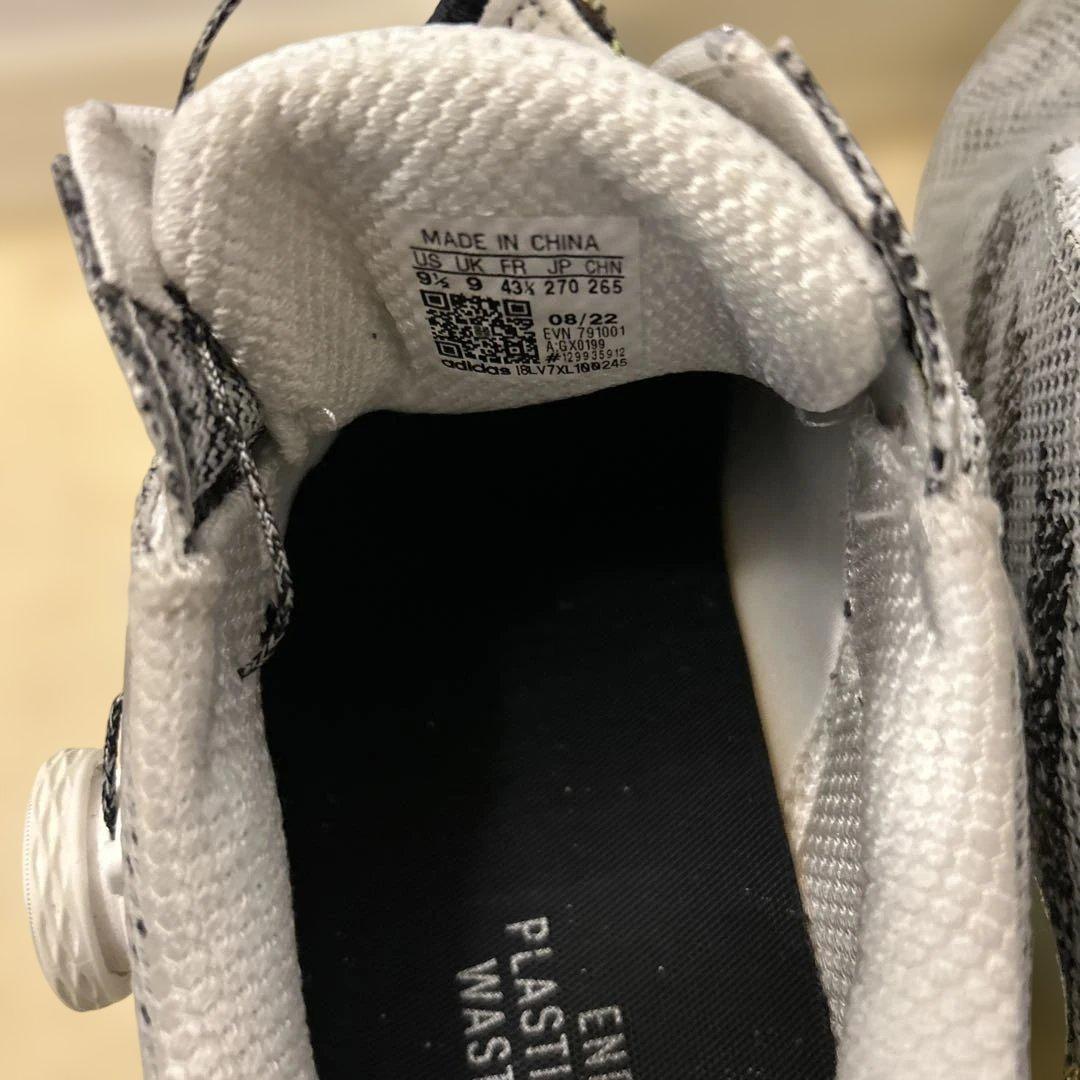 MADE IN CHINA
US UK FR JP CHN
9½ 9 43⅓ 270 265
08/22
EVN 791001
A:GX0199
#129935912
adidas I8LV7XL100245
EN
PLASTI
WAST